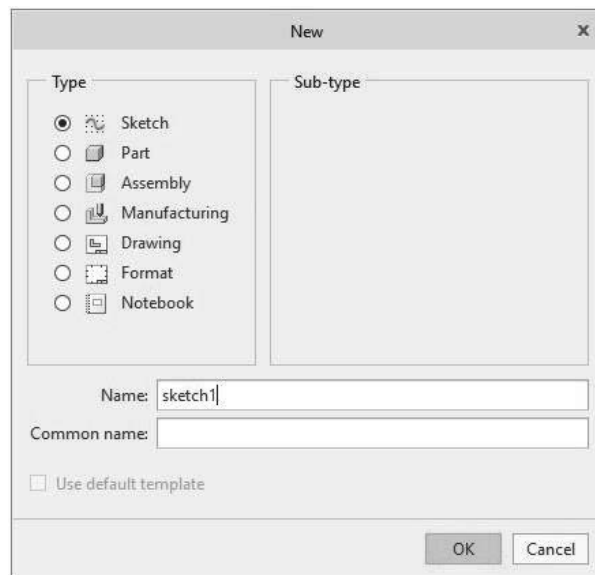 New
Type
Sub-type
Sketch
Part
Assembly
Manufacturing
Drawing
Format
Notebook
Name: sketch1
Common name:
Use default template
OK Cancel